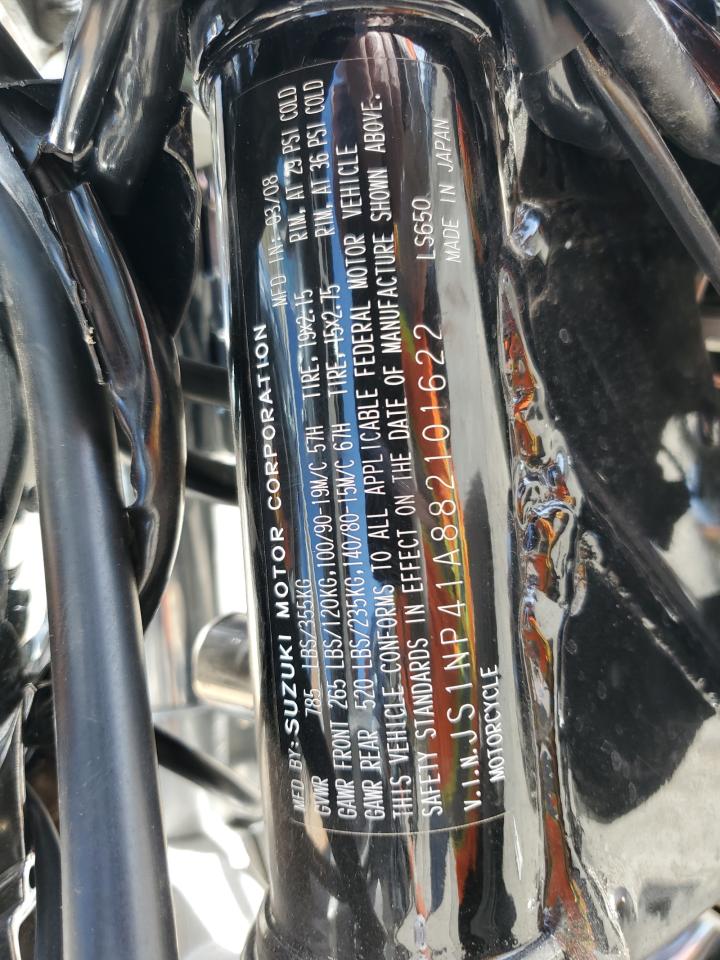 MFD BY: SUZUKI MOTOR CORPORATION MFD IN: 03/08
GVWR 785 LBS/355KG
GAWR FRONT 265 LBS/120KG, 100/90-19M/C 57H TIRE, 19x2.15 RIM, AT 29 PSI COLD
GAWR REAR 520 LBS/235KG, 140/80-15M/C 67H TIRE, 15x2.75 RIM, AT 36 PSI COLD
THIS VEHICLE CONFORMS TO ALL APPLICABLE FEDERAL MOTOR VEHICLE
SAFETY STANDARDS IN EFFECT ON THE DATE OF MANUFACTURE SHOWN ABOVE.
V.I.N. JS1NP41A882101622 LS650
MOTORCYCLE MADE IN JAPAN